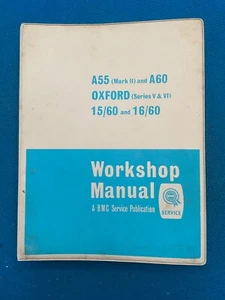 A55 (Mark II) and A60
OXFORD (Series V & VI)
15/60 and 16/60
Workshop
Manual
A BMC Service Publication
SERVICE